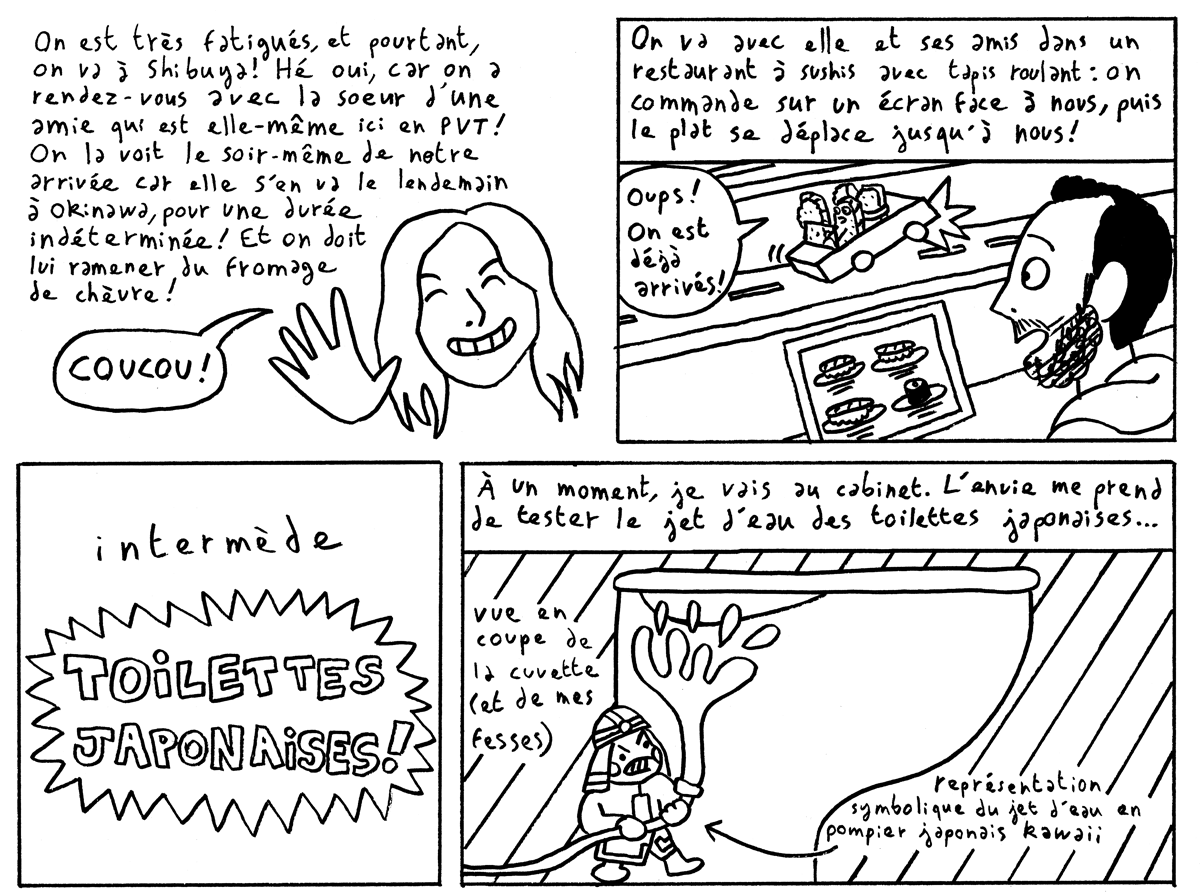 On est très fatigués, et pourtant,
on va à Shibuya! Hé oui, car on a
rendez-vous avec la soeur d'une
amie qui est elle-même ici en PVT!
On la voit le soir-même de notre
arrivée car elle s'en va le lendemain
à Okinawa, pour une durée
indéterminée! Et on doit
lui ramener du fromage
de chèvre!
COUCOU!
On va avec elle et ses amis dans un
restaurant à sushis avec tapis roulant: on
commande sur un écran face à nous, puis
le plat se déplace jusqu'à nous!
Oups!
On est
déjà
arrivés!
intermède
TOILETTES
JAPONAISES!
À un moment, je vais au cabinet. L'envie me prend
de tester le jet d'eau des toilettes japonaises...
vue en
coupe de
la cuvette
(et de mes
fesses)
représentation
symbolique du jet d'eau en
pompier japonais kawaii